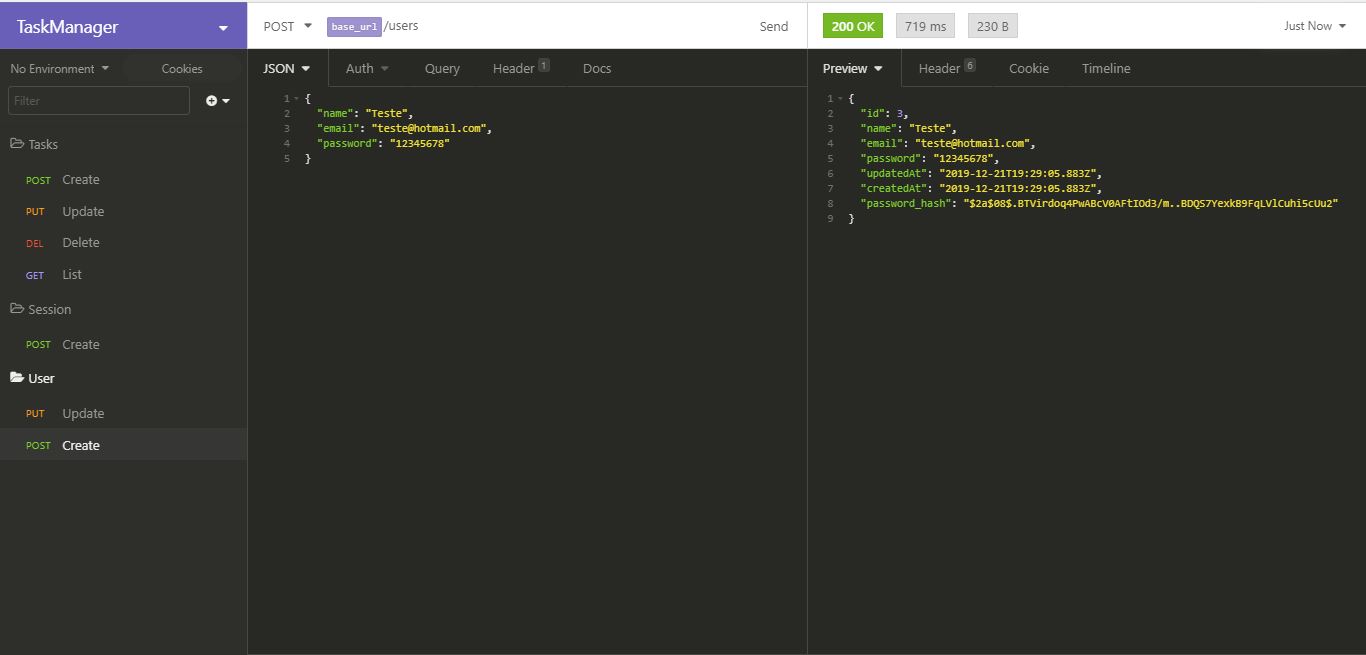 TaskManager
POST base_url /users Send
200 OK 719 ms 230 B Just Now
No Environment Cookies
JSON Auth Query Header 1 Docs
Preview Header 6 Cookie Timeline
Filter
Tasks
POST Create
PUT Update
DEL Delete
GET List
Session
POST Create
User
PUT Update
POST Create
1 {
2 "name": "Teste",
3 "email": "teste@hotmail.com",
4 "password": "12345678"
5 }
1 {
2 "id": 3,
3 "name": "Teste",
4 "email": "teste@hotmail.com",
5 "password": "12345678",
6 "updatedAt": "2019-12-21T19:29:05.883Z",
7 "createdAt": "2019-12-21T19:29:05.883Z",
8 "password_hash": "$2a$08$.BTVirdoq4PwABcV0AFtIOd3/m..BDQS7YexkB9FqLVlCuhi5cUu2"
9 }